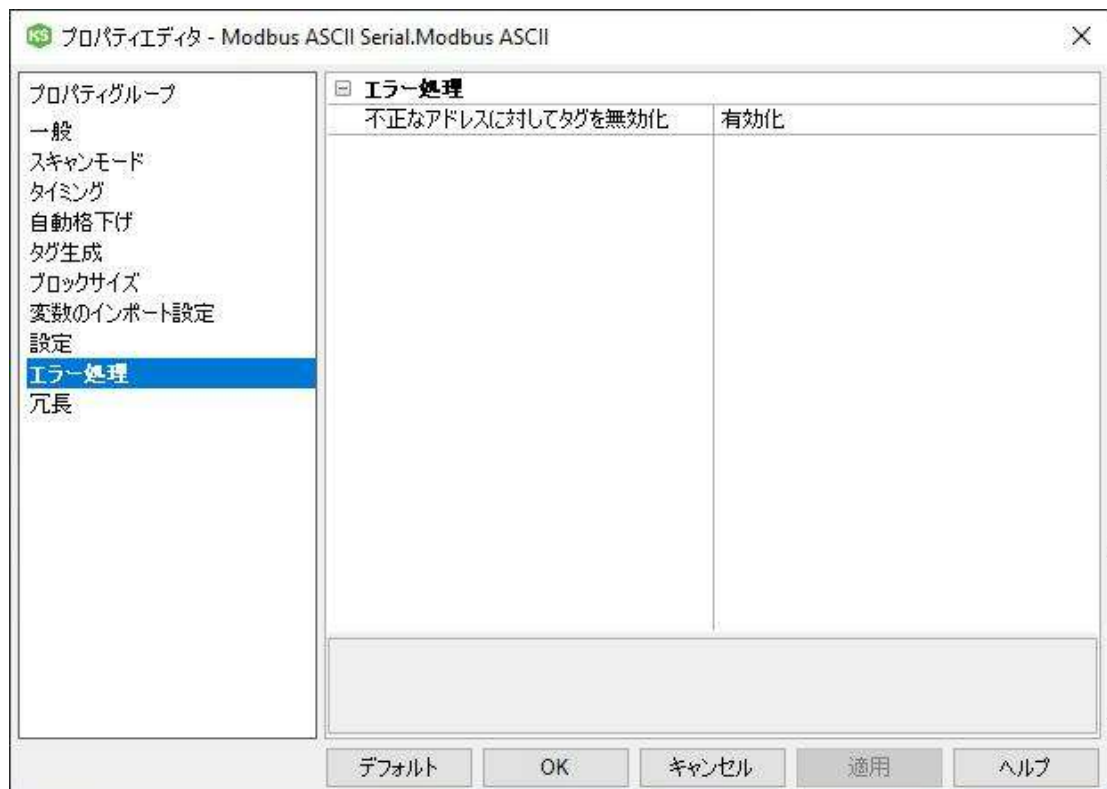 KS プロパティエディタ - Modbus ASCII Serial.Modbus ASCII
プロパティグループ
一般
スキャンモード
タイミング
自動格下げ
タグ生成
ブロックサイズ
変数のインポート設定
設定
エラー処理
冗長
エラー処理
不正なアドレスに対してタグを無効化 有効化
デフォルト OK キャンセル 適用 ヘルプ